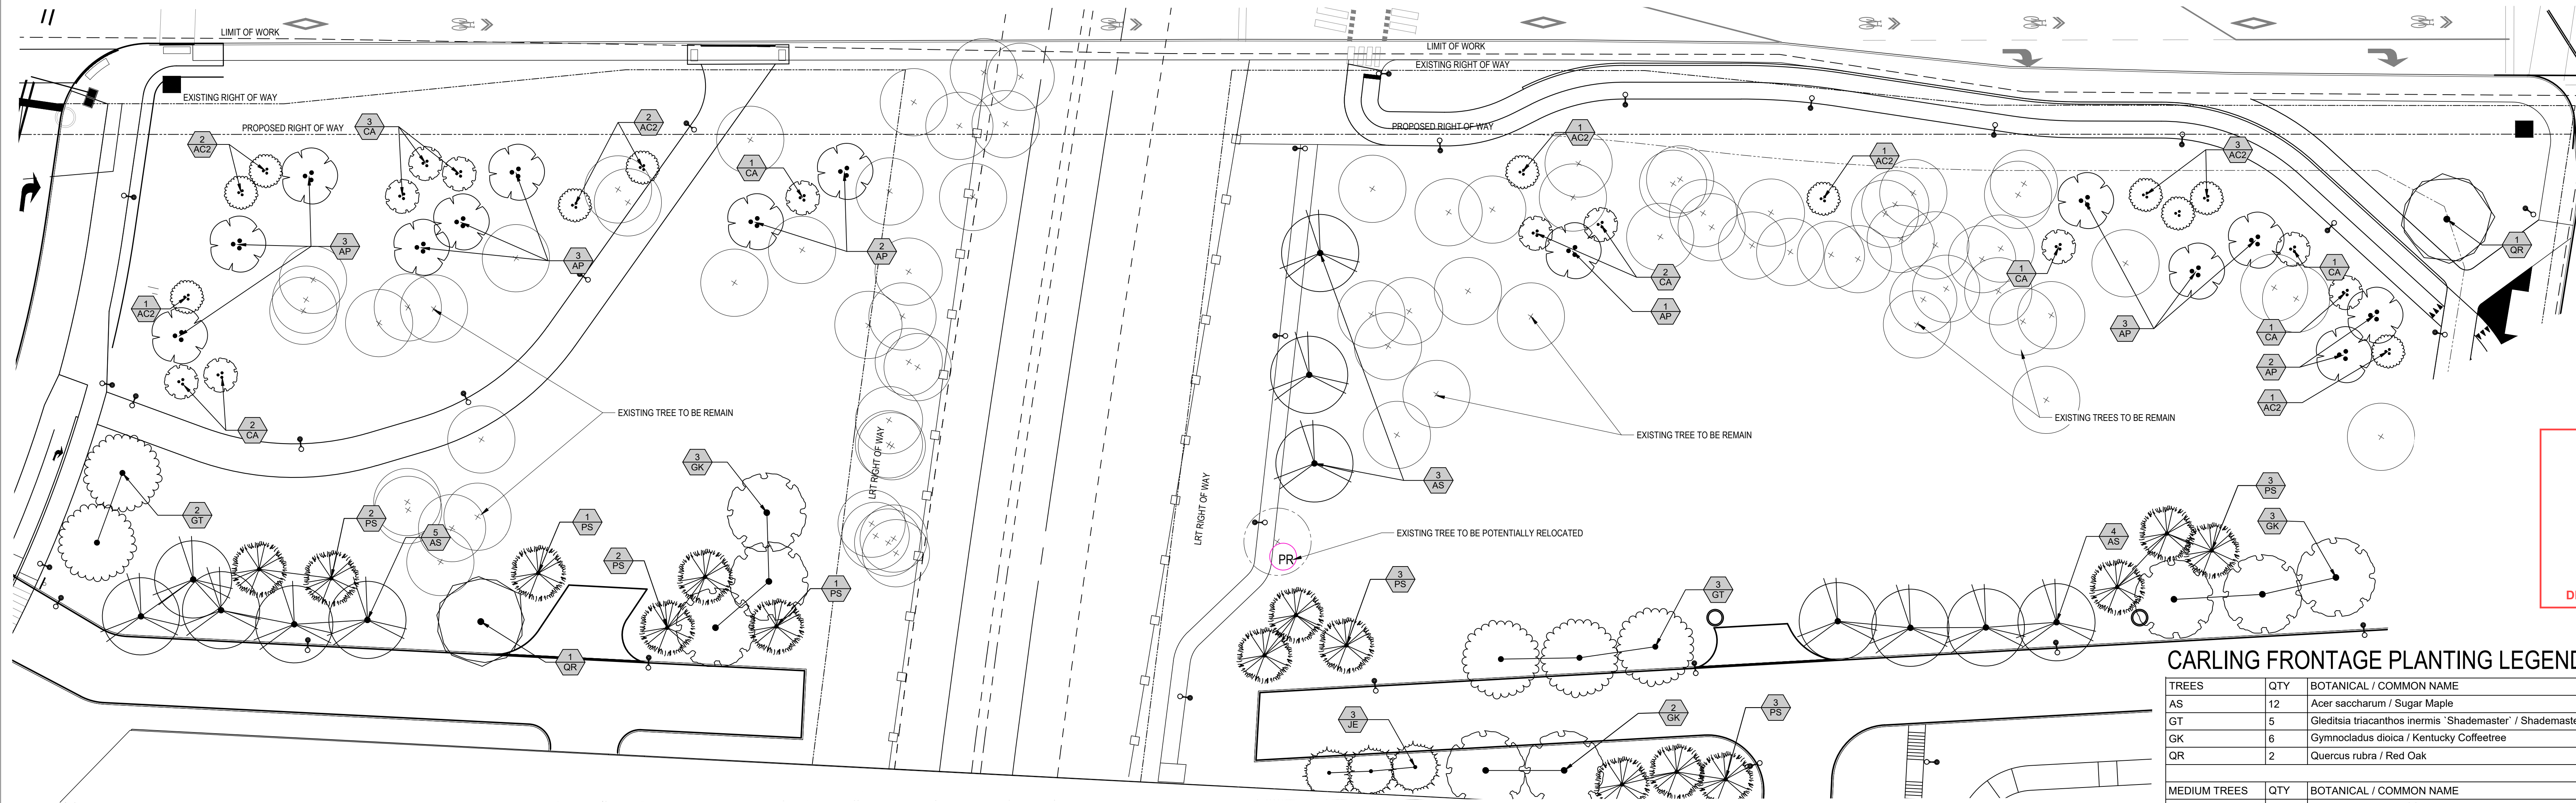 LIMIT OF WORK
EXISTING RIGHT OF WAY
PROPOSED RIGHT OF WAY
2
AC2
3
CA
2
AC2
1
CA
3
AP
3
AP
2
AP
1
AC2
2
CA
EXISTING TREE TO BE REMAIN
3
GK
2
GT
2
PS
5
AS
1
PS
2
PS
1
PS
1
QR
LRT RIGHT OF WAY
LRT RIGHT OF WAY
LIMIT OF WORK
EXISTING RIGHT OF WAY
PROPOSED RIGHT OF WAY
1
AC2
1
AC2
3
AC2
1
QR
2
CA
1
AP
1
CA
1
CA
3
AP
1
CA
2
AP
1
AC2
EXISTING TREE TO BE REMAIN
EXISTING TREES TO BE REMAIN
3
AS
EXISTING TREE TO BE POTENTIALLY RELOCATED
PR
3
PS
3
GT
4
AS
3
PS
3
GK
3
JE
2
GK
3
PS
CARLING FRONTAGE PLANTING LEGEND
TREES QTY BOTANICAL / COMMON NAME
AS 12 Acer saccharum / Sugar Maple
GT 5 Gleditsia triacanthos inermis `Shademaster` / Shademaste
GK 6 Gymnocladus dioica / Kentucky Coffeetree
QR 2 Quercus rubra / Red Oak
MEDIUM TREES QTY BOTANICAL / COMMON NAME